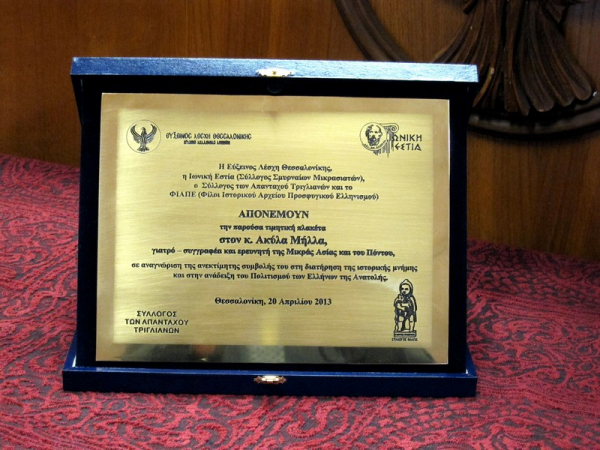 ΕΥΞΕΙΝΟΣ ΛΕΣΧΗ ΘΕΣΣΑΛΟΝΙΚΗΣ
ΙΩΝΙΚΗ
ΕΣΤΙΑ
Η Εύξεινος Λέσχη Θεσσαλονίκης,
η Ιωνική Εστία (Σύλλογος Σμυρναίων Μικρασιατών),
ο Σύλλογος των Απανταχού Τριγλιανών και το
ΦΙΑΠΕ (Φίλοι Ιστορικού Αρχείου Προσφυγικού Ελληνισμού)
ΑΠΟΝΕΜΟΥΝ
την παρούσα τιμητική πλακέτα
στον κ. Ακύλα Μήλλα,
γιατρό – συγγραφέα και ερευνητή της Μικράς Ασίας και του Πόντου,
σε αναγνώριση της ανεκτίμητης συμβολής του στη διατήρηση της ιστορικής μνήμης
και στην ανάδειξη του Πολιτισμού των Ελλήνων της Ανατολής.
Θεσσαλονίκη, 20 Απριλίου 2013
ΣΥΛΛΟΓΟΣ
ΤΩΝ ΑΠΑΝΤΑΧΟΥ
ΤΡΙΓΛΙΑΝΩΝ